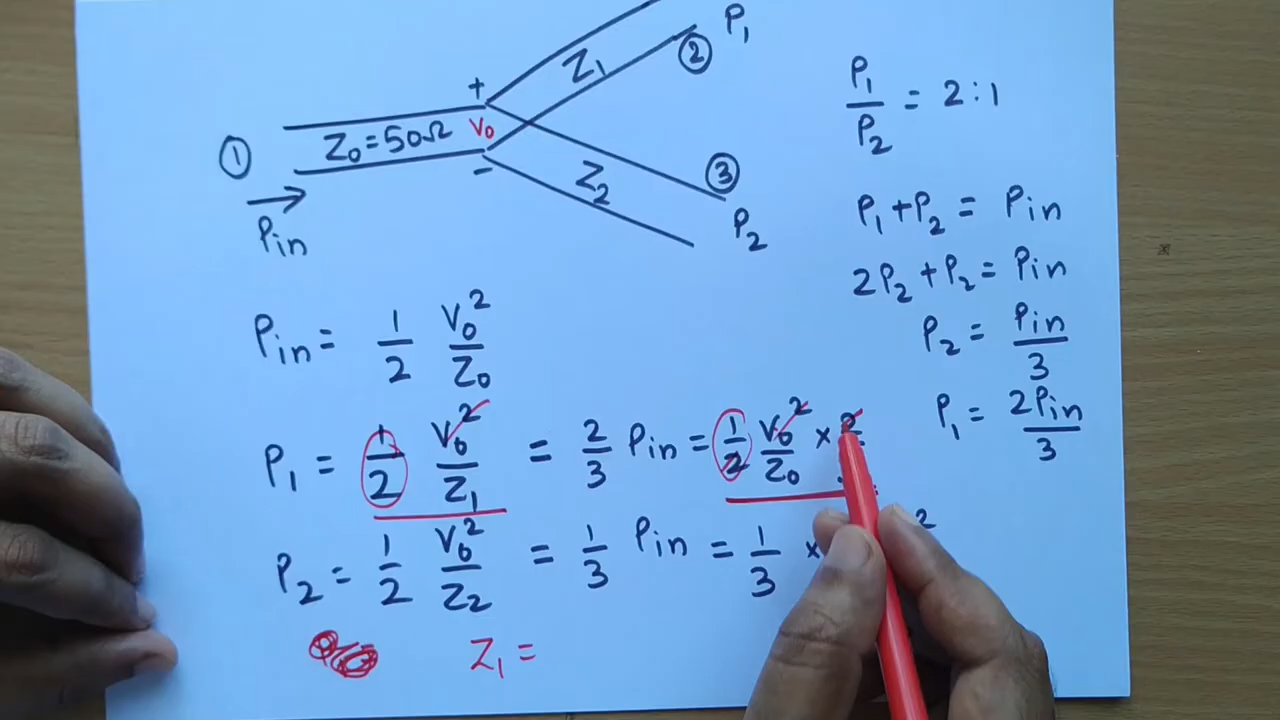 P₁
Z₁
②
+
V₀
①
Z₀ = 50Ω
−
Z₂
③
P₂
Pin
P₁/P₂ = 2:1
P₁ + P₂ = Pin
2P₂ + P₂ = Pin
P₂ = Pin/3
P₁ = 2Pin/3
Pin = 1/2 V₀²/Z₀
P₁ = 1/2 V₀²/Z₁ = 2/3 Pin = 1/2 V₀²/Z₀ × 2
P₂ = 1/2 V₀²/Z₂ = 1/3 Pin = 1/3 × 2
Z₁ =